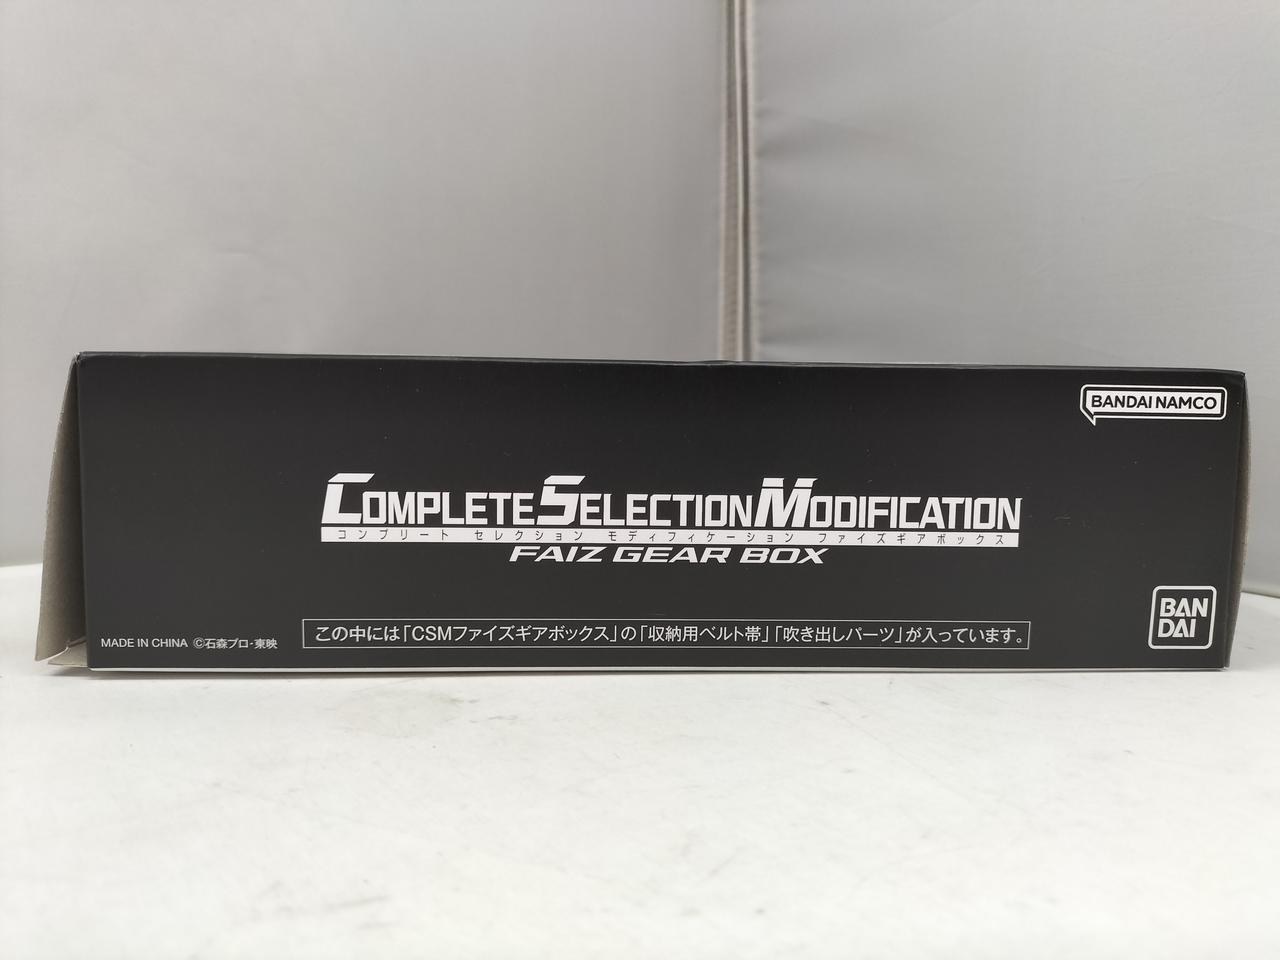 BANDAI NAMCO
COMPLETE SELECTION MODIFICATION
コンプリート セレクション モディフィケーション ファイズギアボックス
FAIZ GEAR BOX
この中には「CSMファイズギアボックス」の「収納用ベルト帯」「吹き出しパーツ」が入っています。
MADE IN CHINA ©石森プロ・東映
BAN
DAI